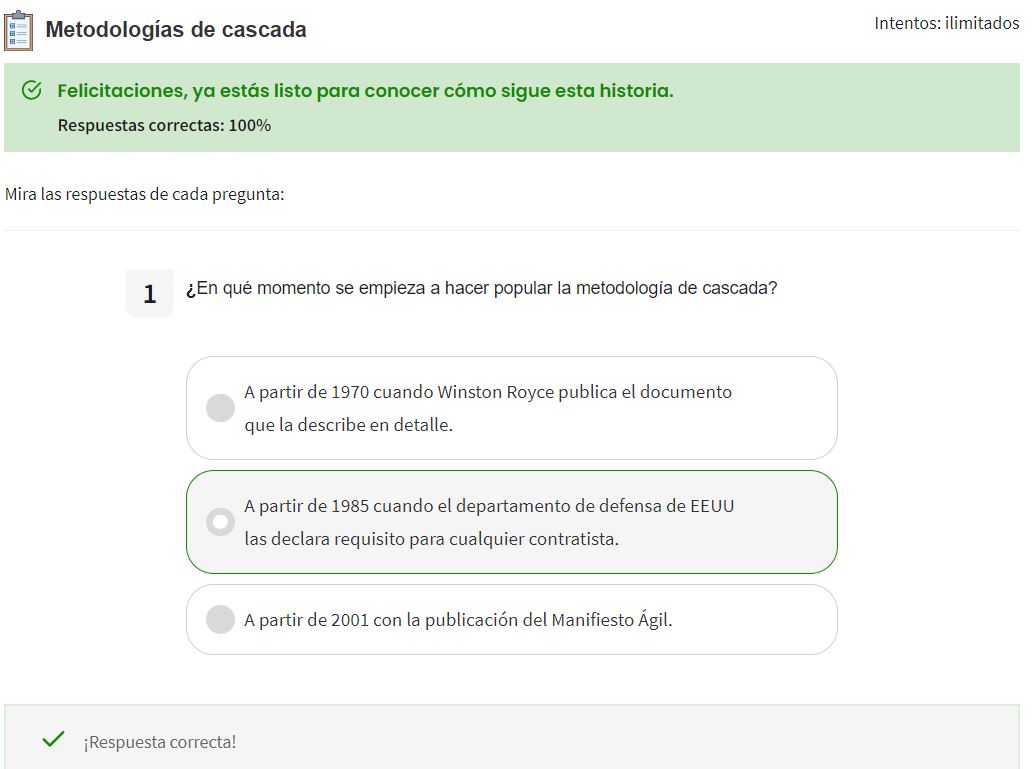 Metodologías de cascada
Intentos: ilimitados
Felicitaciones, ya estás listo para conocer cómo sigue esta historia.
Respuestas correctas: 100%
Mira las respuestas de cada pregunta:
1
¿En qué momento se empieza a hacer popular la metodología de cascada?
A partir de 1970 cuando Winston Royce publica el documento
que la describe en detalle.
A partir de 1985 cuando el departamento de defensa de EEUU
las declara requisito para cualquier contratista.
A partir de 2001 con la publicación del Manifiesto Ágil.
¡Respuesta correcta!